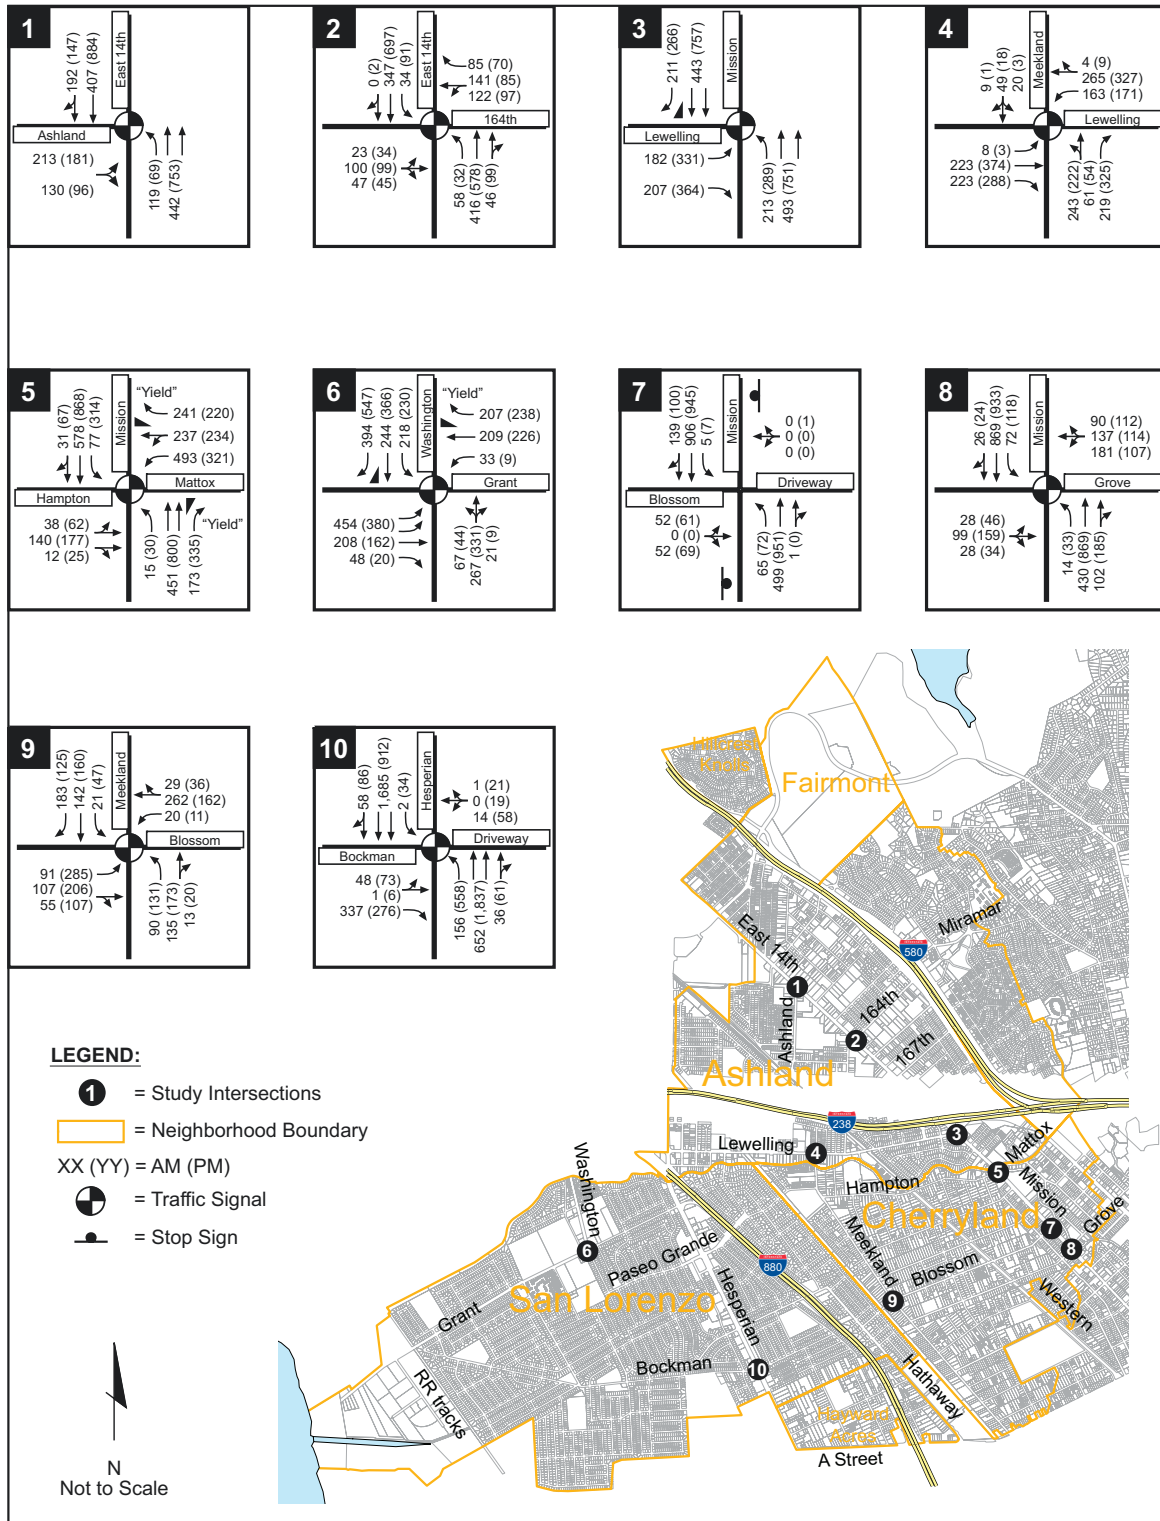 1
192 (147)
407 (884)
East 14th
Ashland
213 (181)
130 (96)
119 (69)
442 (753)
2
0 (2)
347 (697)
34 (91)
East 14th
85 (70)
141 (85)
122 (97)
164th
23 (34)
100 (99)
47 (45)
58 (32)
416 (578)
46 (99)
3
211 (266)
443 (757)
Mission
Lewelling
182 (331)
207 (364)
213 (289)
493 (751)
4
9 (1)
49 (18)
20 (3)
Meekland
4 (9)
265 (327)
163 (171)
Lewelling
8 (3)
223 (374)
223 (288)
243 (222)
61 (54)
219 (325)
5
31 (67)
578 (868)
77 (314)
Mission
“Yield”
241 (220)
237 (234)
493 (321)
Hampton
Mattox
38 (62)
140 (177)
12 (25)
15 (30)
451 (800)
173 (335)
“Yield”
6
394 (547)
244 (366)
218 (230)
Washington
“Yield”
207 (238)
209 (226)
33 (9)
Grant
454 (380)
208 (162)
48 (20)
67 (44)
267 (331)
21 (9)
7
139 (100)
906 (945)
5 (7)
Mission
0 (1)
0 (0)
0 (0)
Blossom
Driveway
52 (61)
0 (0)
52 (69)
65 (72)
499 (951)
1 (0)
8
26 (24)
869 (933)
72 (118)
Mission
90 (112)
137 (114)
181 (107)
Grove
28 (46)
99 (159)
28 (34)
14 (33)
430 (869)
102 (185)
9
183 (125)
142 (160)
21 (47)
Meekland
29 (36)
262 (162)
20 (11)
Blossom
91 (285)
107 (206)
55 (107)
90 (131)
135 (173)
13 (20)
10
58 (86)
1,685 (912)
2 (34)
Hesperian
1 (21)
0 (19)
14 (58)
Bockman
Driveway
48 (73)
1 (6)
337 (276)
156 (558)
652 (1,837)
36 (61)
LEGEND:
1 = Study Intersections
= Neighborhood Boundary
XX (YY) = AM (PM)
= Traffic Signal
= Stop Sign
N
Not to Scale
Hillcrest
Knolls
Fairmont
Miramar
580
East 14th
1
Ashland
164th
2
167th
Ashland
238
Lewelling
4
3
Mattox
5
Hampton
Mission
Cherryland
Grove
7
8
Washington
6
Paseo Grande
Meekland
Blossom
880
9
Western
San Lorenzo
Grant
Hesperian
Bockman
10
Hathaway
RR tracks
Hayward
Acres
A Street